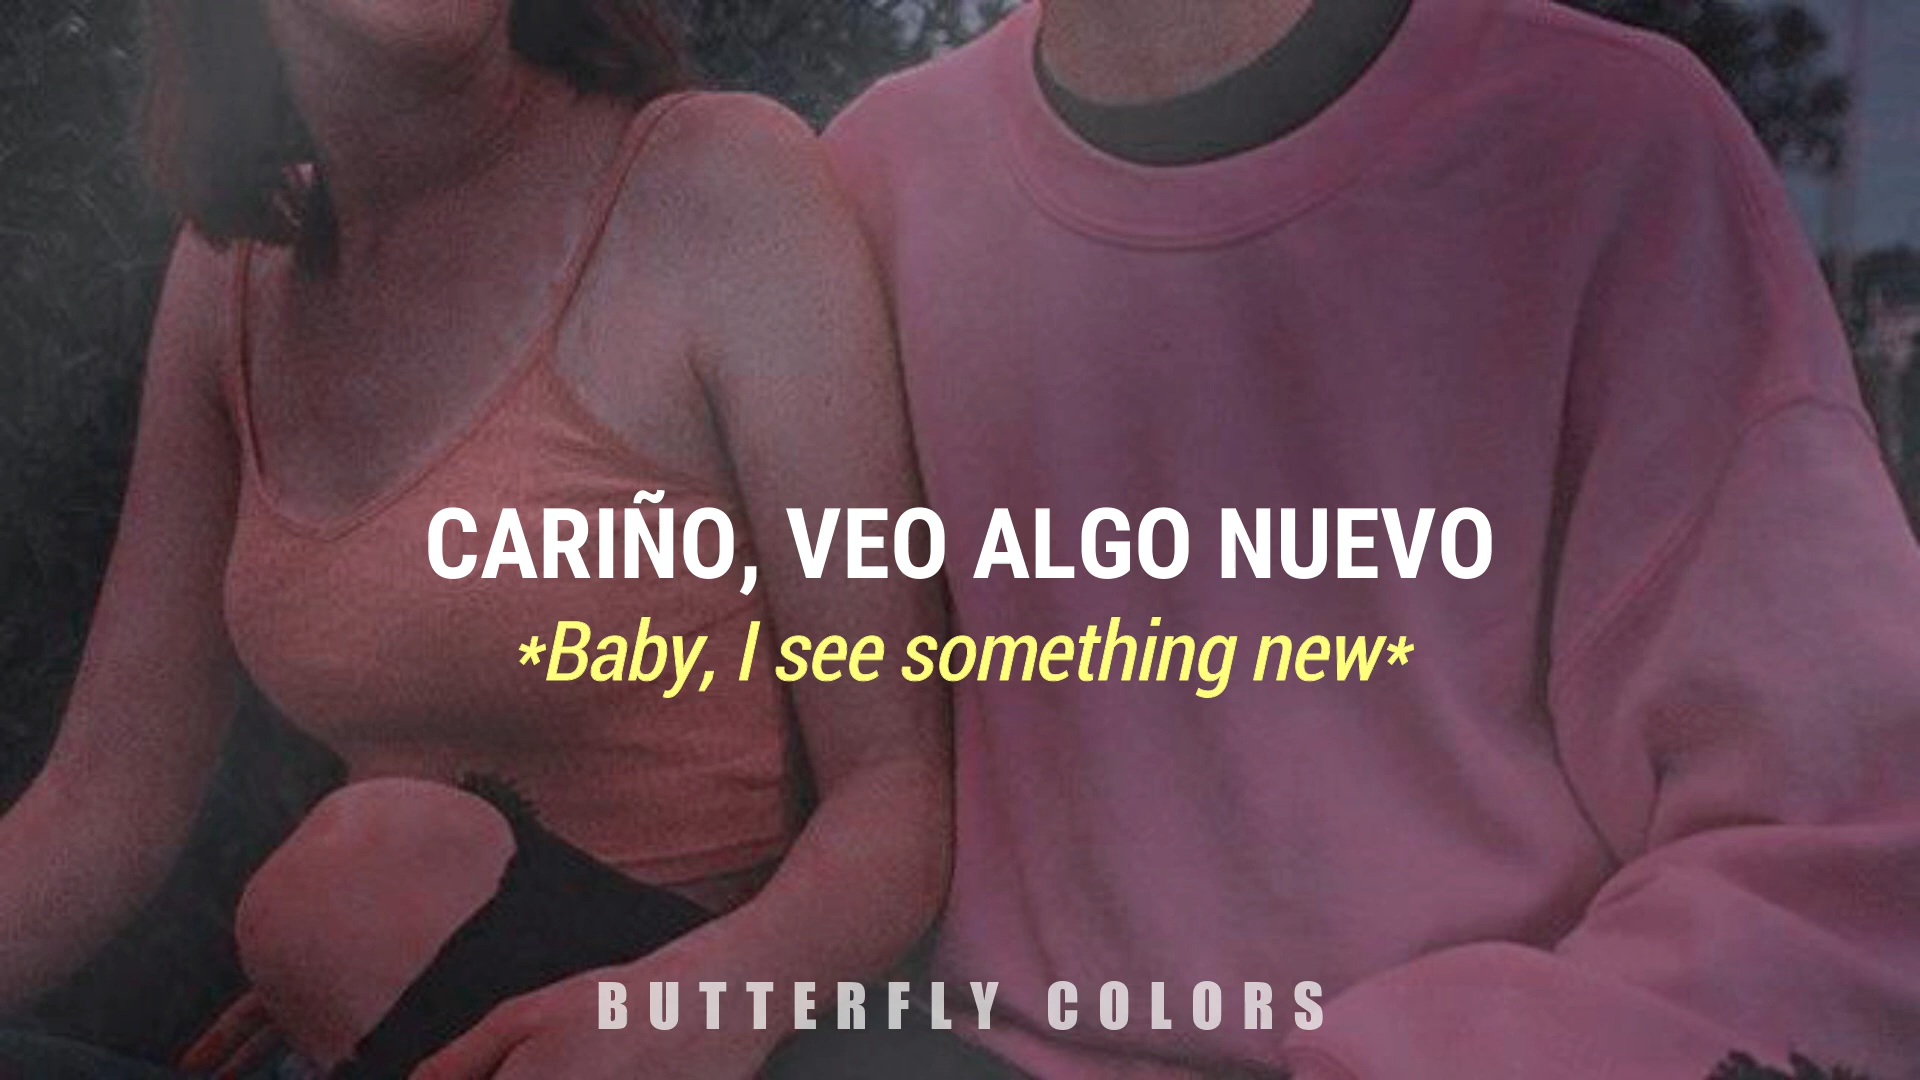 CARIÑO, VEO ALGO NUEVO
*Baby, I see something new*
BUTTERFLY COLORS